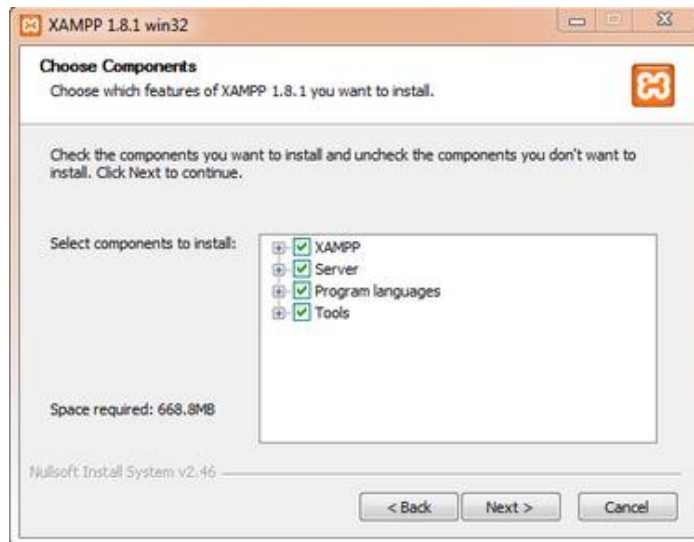 XAMPP 1.8.1 win32
Choose Components
Choose which features of XAMPP 1.8.1 you want to install.
Check the components you want to install and uncheck the components you don't want to
install. Click Next to continue.
Select components to install:
XAMPP
Server
Program languages
Tools
Space required: 668.8MB
Nullsoft Install System v2.46
< Back
Next >
Cancel